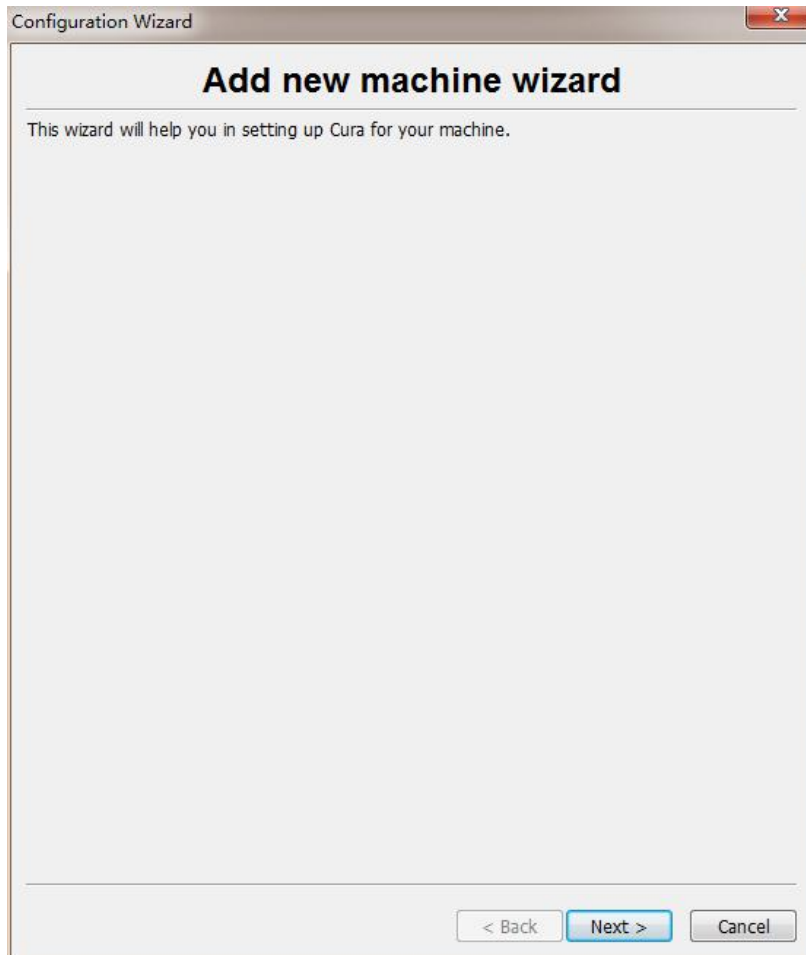 Configuration Wizard
x
Add new machine wizard
This wizard will help you in setting up Cura for your machine.
< Back Next > Cancel